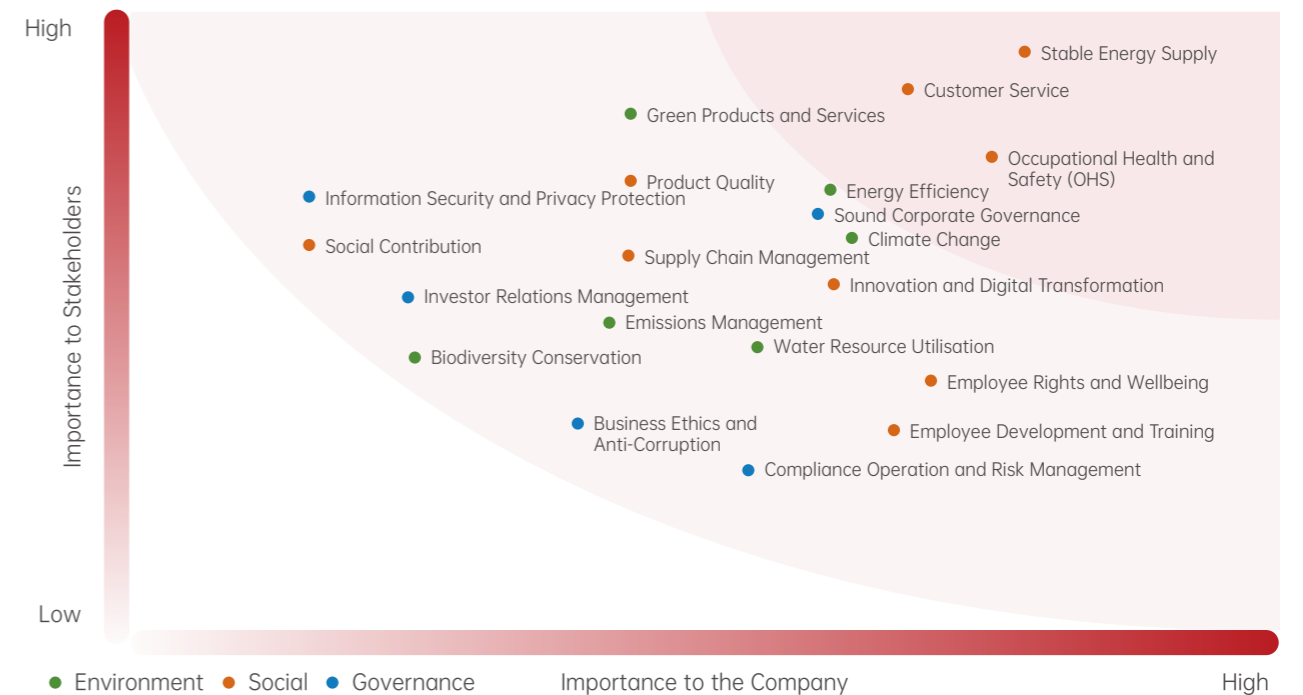 High
Stable Energy Supply
Customer Service
Green Products and Services
Occupational Health and
Safety (OHS)
Product Quality
Energy Efficiency
Information Security and Privacy Protection
Sound Corporate Governance
Climate Change
Social Contribution
Supply Chain Management
Innovation and Digital Transformation
Investor Relations Management
Emissions Management
Water Resource Utilisation
Biodiversity Conservation
Employee Rights and Wellbeing
Business Ethics and
Anti-Corruption
Employee Development and Training
Compliance Operation and Risk Management
Importance to Stakeholders
Low
Environment
Social
Governance
Importance to the Company
High